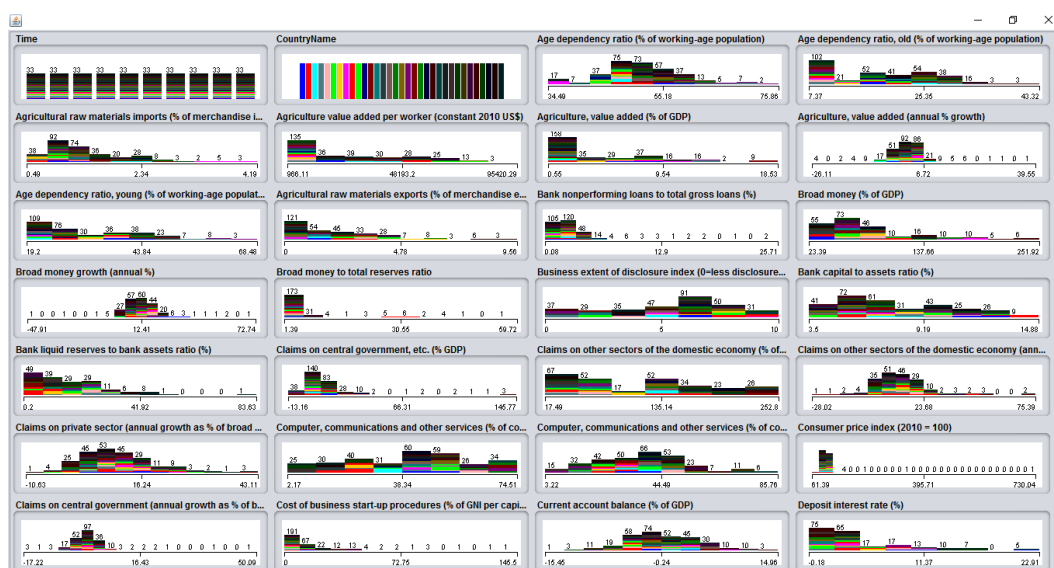 Time
33 33 33 33 33 33 33 33 33 33
CountryName
Age dependency ratio (% of working-age population)
17 7 37 75 73 57 37 13 5 7 2
34.49 55.18 75.86
Age dependency ratio, old (% of working-age population)
102 21 52 41 54 38 16 3 3
7.37 25.35 43.32
Agricultural raw materials imports (% of merchandise i...
38 92 74 36 20 28 8 3 2 5 3
0.49 2.34 4.19
Agriculture value added per worker (constant 2010 US$)
135 36 39 30 28 25 13 3
966.11 48193.2 95420.29
Agriculture, value added (% of GDP)
168 35 29 37 16 16 2 9
0.55 9.54 18.53
Agriculture, value added (annual % growth)
4 0 2 4 9 17 51 92 86 21 9 5 6 0 1 1 0 1
-26.11 6.72 39.55
Age dependency ratio, young (% of working-age populat...
109 76 30 36 38 23 7 8 3
19.2 43.84 68.48
Agricultural raw materials exports (% of merchandise e...
121 54 46 33 28 7 8 3 6 3
0 4.78 9.56
Bank nonperforming loans to total gross loans (%)
105 120 48 14 4 6 3 3 1 2 2 0 1 0 2
0.08 12.9 25.71
Broad money (% of GDP)
55 73 46 10 16 10 10 5 6
23.39 137.66 251.92
Broad money growth (annual %)
1 0 0 1 0 1 5 27 57 60 44 20 6 3 1 1 1 2 0 1
-47.91 12.41 72.74
Broad money to total reserves ratio
173 31 4 1 3 5 6 2 4 1 0 1
1.39 30.55 59.72
Business extent of disclosure index (0=less disclosure...
37 29 35 47 91 50 31
0 5 10
Bank capital to assets ratio (%)
41 72 61 31 43 25 26 9
3.5 9.19 14.88
Bank liquid reserves to bank assets ratio (%)
49 39 29 29 11 6 8 1 0 0 0 1
0.2 41.92 83.63
Claims on central government, etc. (% GDP)
38 140 83 28 10 2 0 1 2 0 2 1 0 1 1 3
-13.16 66.31 145.77
Claims on other sectors of the domestic economy (% of...
67 52 17 52 34 23 26
17.49 135.14 252.8
Claims on other sectors of the domestic economy (ann...
1 1 2 4 35 51 46 29 10 2 3 2 3 0 0 2
-28.02 23.68 75.39
Claims on private sector (annual growth as % of broad ...
1 4 25 45 53 45 29 11 9 3 2 1 3
-10.63 16.24 43.11
Computer, communications and other services (% of co...
25 30 40 31 60 59 26 34
2.17 38.34 74.51
Computer, communications and other services (% of co...
15 32 42 50 66 53 23 7 11 6
3.22 44.49 85.76
Consumer price index (2010 = 100)
4 0 0 1 0 0 0 0 0 0 0 0 0 0 0 0 0 0 0 0 1
61.39 395.71 730.04
Claims on central government (annual growth as % of b...
3 1 3 17 52 97 36 10 3 2 2 2 1 0 0 0 0 1
-17.22 16.43 50.09
Cost of business start-up procedures (% of GNI per capi...
191 67 22 12 13 4 2 2 1 3 0 1 0 1 1
0 72.75 145.5
Current account balance (% of GDP)
1 3 11 19 58 74 52 45 30 10 10 3
-15.46 -0.24 14.96
Deposit interest rate (%)
75 65 17 17 13 10 7 0 5
-0.18 11.37 22.91